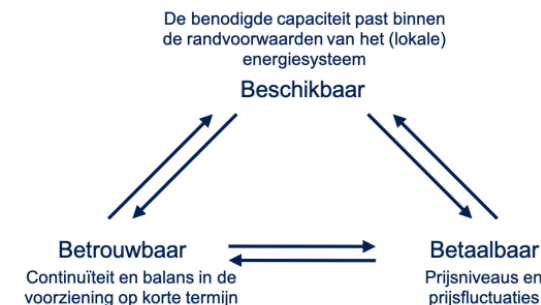 De benodigde capaciteit past binnen
de randvoorwaarden van het (lokale)
energiesysteem
Beschikbaar
Betrouwbaar
Continuïteit en balans in de
voorziening op korte termijn
Betaalbaar
Prijsniveaus en
prijsfluctuaties